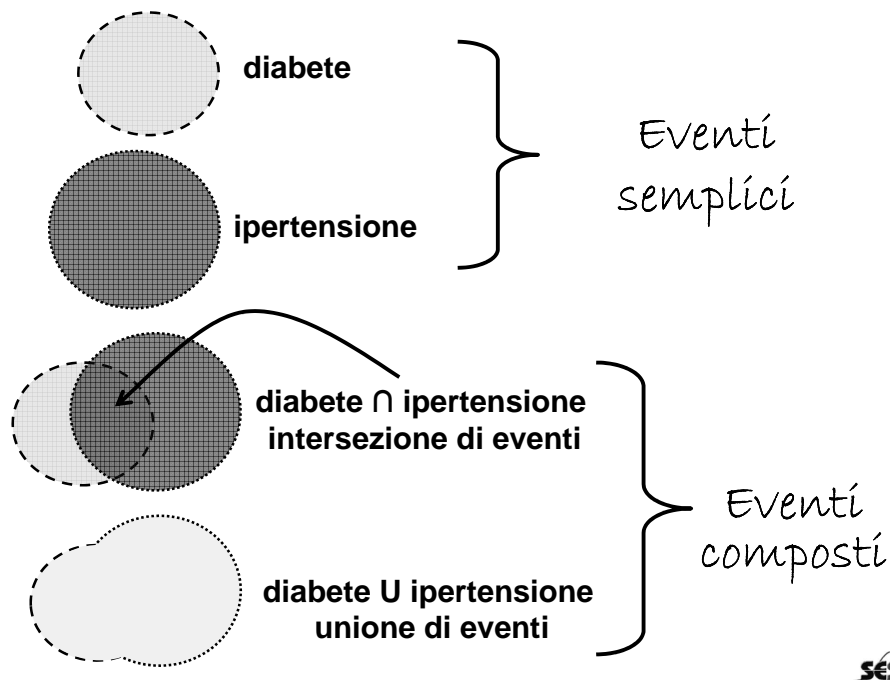 diabete
Eventi
semplici
ipertensione
diabete ∩ ipertensione
intersezione di eventi
Eventi
composti
diabete U ipertensione
unione di eventi